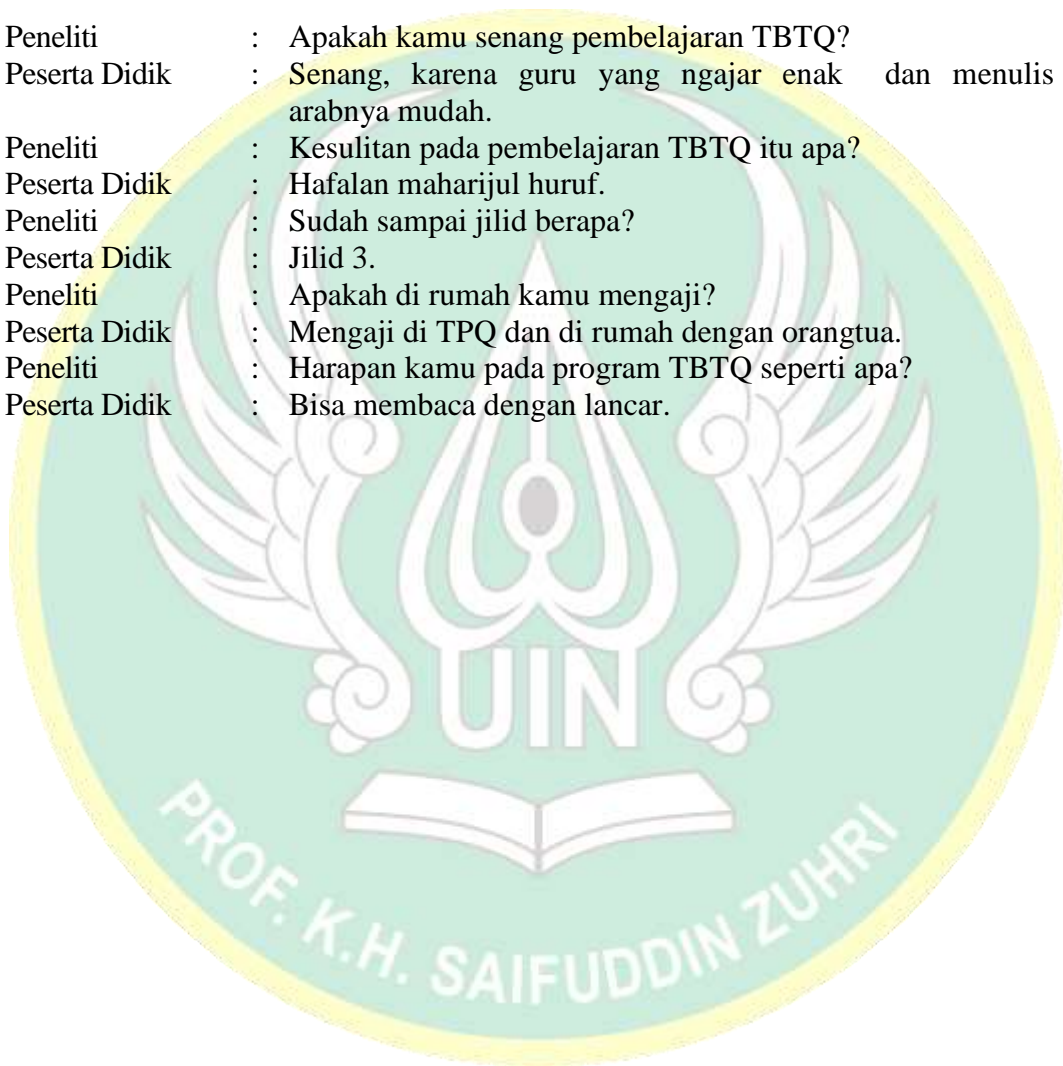 Peneliti : Apakah kamu senang pembelajaran TBTQ?
Peserta Didik : Senang, karena guru yang ngajar enak dan menulis
arabnya mudah.
Peneliti : Kesulitan pada pembelajaran TBTQ itu apa?
Peserta Didik : Hafalan maharijul huruf.
Peneliti : Sudah sampai jilid berapa?
Peserta Didik : Jilid 3.
Peneliti : Apakah di rumah kamu mengaji?
Peserta Didik : Mengaji di TPQ dan di rumah dengan orangtua.
Peneliti : Harapan kamu pada program TBTQ seperti apa?
Peserta Didik : Bisa membaca dengan lancar.
UIN
PROF. K.H. SAIFUDDIN ZUHRI